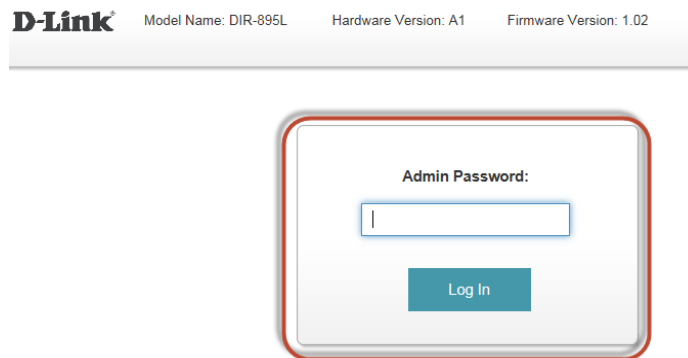 D-Link Model Name: DIR-895L Hardware Version: A1 Firmware Version: 1.02
Admin Password:
Log In